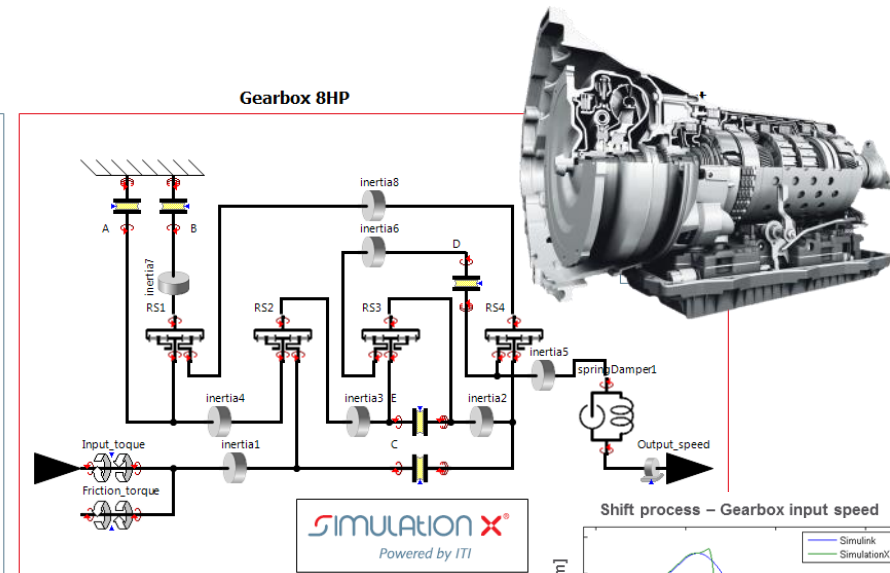 Gearbox 8HP
inertia8
inertia6
A
B
D
inertia7
RS1
RS2
RS3
RS4
inertia5
springDamper1
inertia4
inertia3
E
inertia2
C
Input_toque
inertia1
Output_speed
Friction_torque
SIMULATION X®
Powered by ITI
Shift process – Gearbox input speed
Simulink
SimulationX
m]